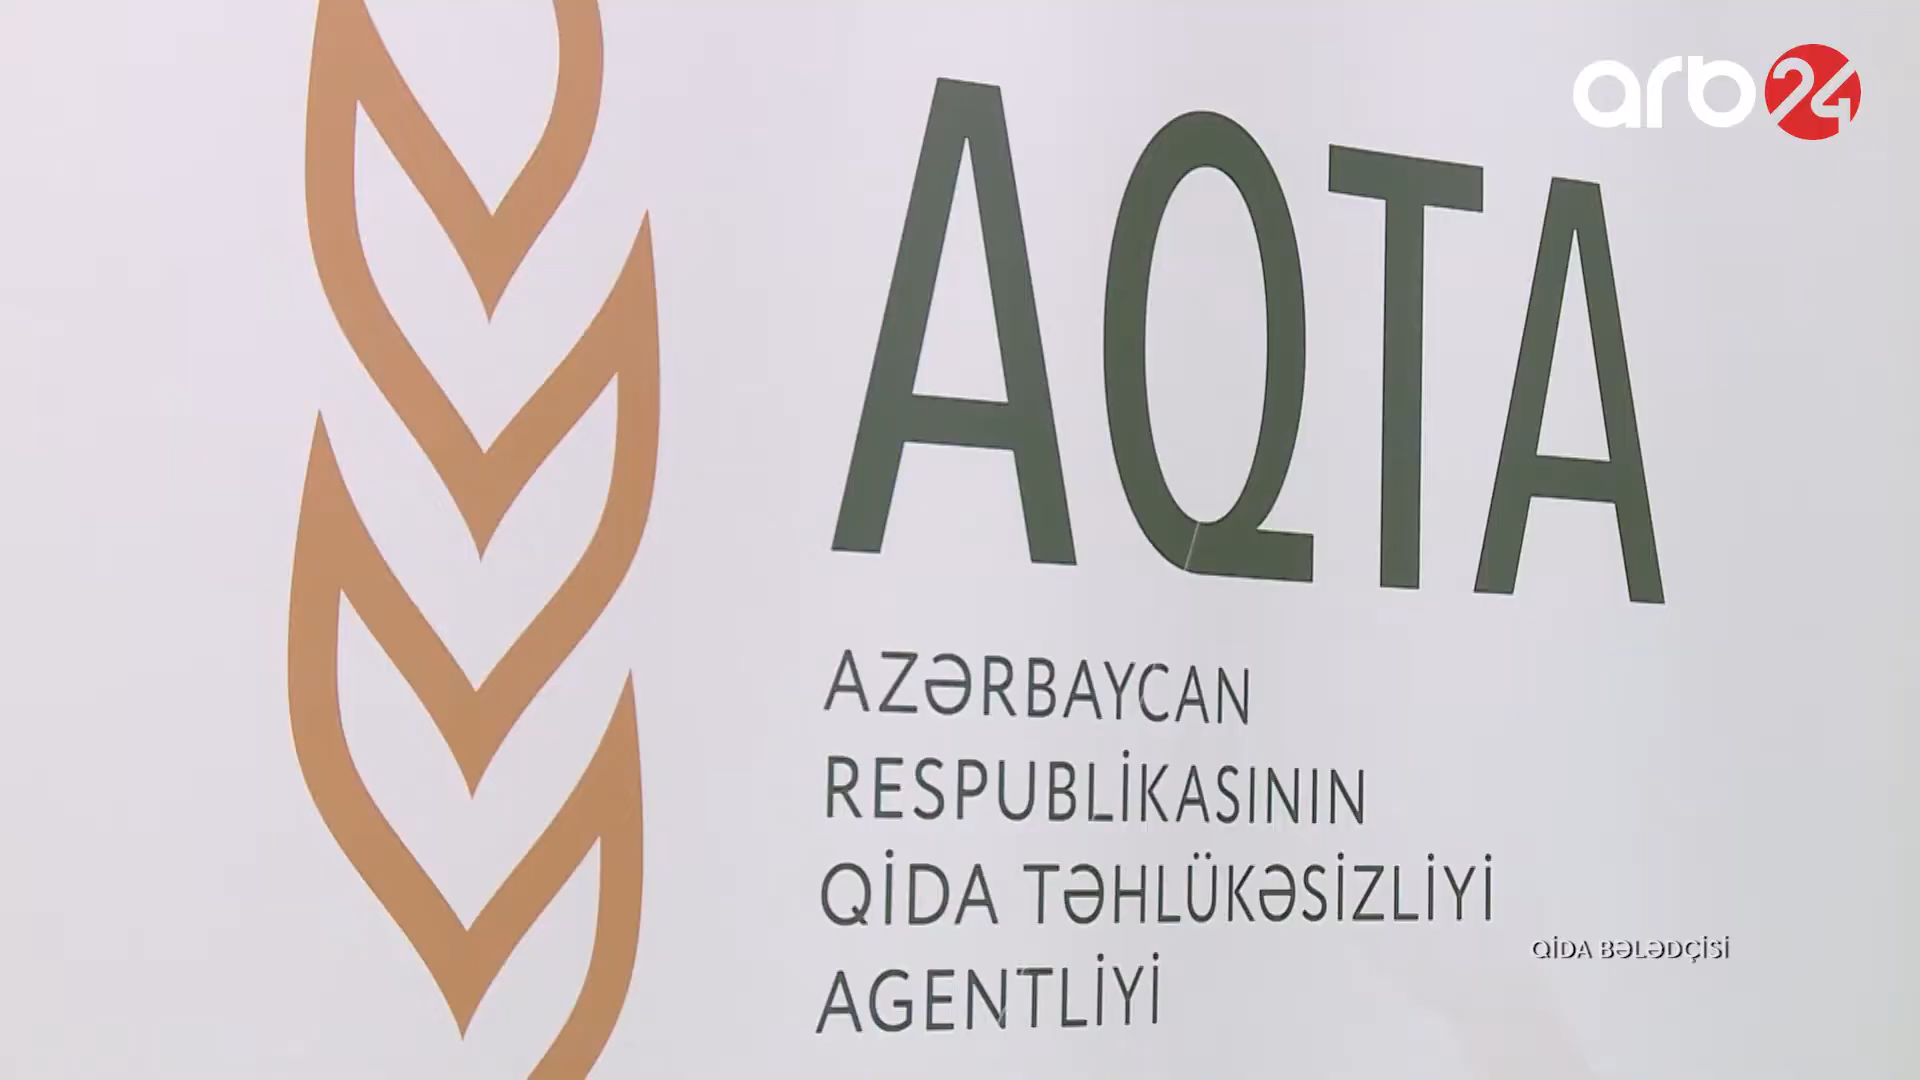 arb24
AQTA
AZƏRBAYCAN
RESPUBLİKASININ
QİDA TƏHLÜKƏSİZLİYİ
AGENTLİYİ
QİDA BƏLƏDÇİSİ